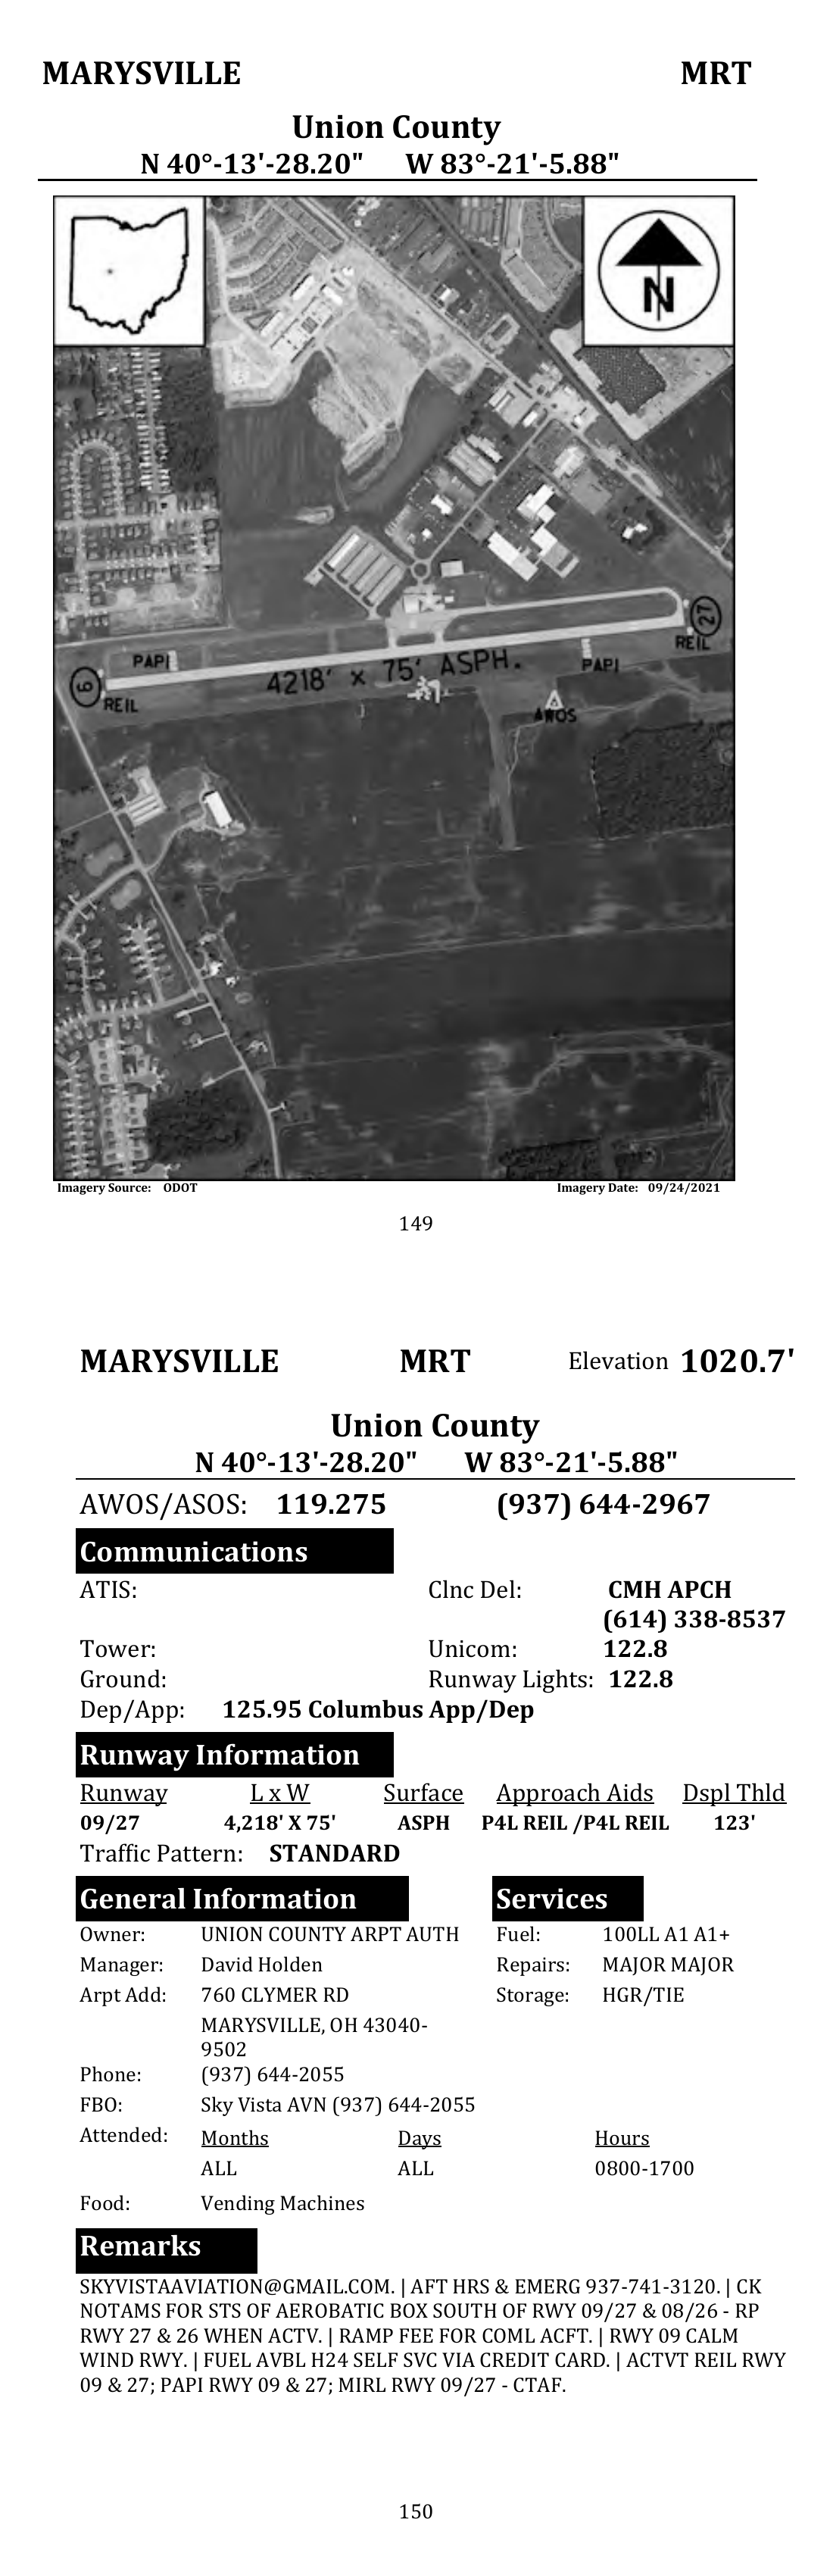 MARYSVILLE MRT
Union County
N 40°-13'-28.20" W 83°-21'-5.88"
N
27
PAPI
REIL
4218' x 75' ASPH.
PAPI
9
REIL
AWOS
Imagery Source: ODOT Imagery Date: 09/24/2021
149
MARYSVILLE MRT Elevation 1020.7'
Union County
N 40°-13'-28.20" W 83°-21'-5.88"
AWOS/ASOS: 119.275 (937) 644-2967
Communications
ATIS: Clnc Del: CMH APCH
(614) 338-8537
Tower: Unicom: 122.8
Ground: Runway Lights: 122.8
Dep/App: 125.95 Columbus App/Dep
Runway Information
Runway L x W Surface Approach Aids Dspl Thld
09/27 4,218' X 75' ASPH P4L REIL /P4L REIL 123'
Traffic Pattern: STANDARD
General Information Services
Owner: UNION COUNTY ARPT AUTH Fuel: 100LL A1 A1+
Manager: David Holden Repairs: MAJOR MAJOR
Arpt Add: 760 CLYMER RD Storage: HGR/TIE
MARYSVILLE, OH 43040-
9502
Phone: (937) 644-2055
FBO: Sky Vista AVN (937) 644-2055
Attended: Months Days Hours
ALL ALL 0800-1700
Food: Vending Machines
Remarks
SKYVISTAAVIATION@GMAIL.COM. | AFT HRS & EMERG 937-741-3120. | CK
NOTAMS FOR STS OF AEROBATIC BOX SOUTH OF RWY 09/27 & 08/26 - RP
RWY 27 & 26 WHEN ACTV. | RAMP FEE FOR COML ACFT. | RWY 09 CALM
WIND RWY. | FUEL AVBL H24 SELF SVC VIA CREDIT CARD. | ACTVT REIL RWY
09 & 27; PAPI RWY 09 & 27; MIRL RWY 09/27 - CTAF.
150